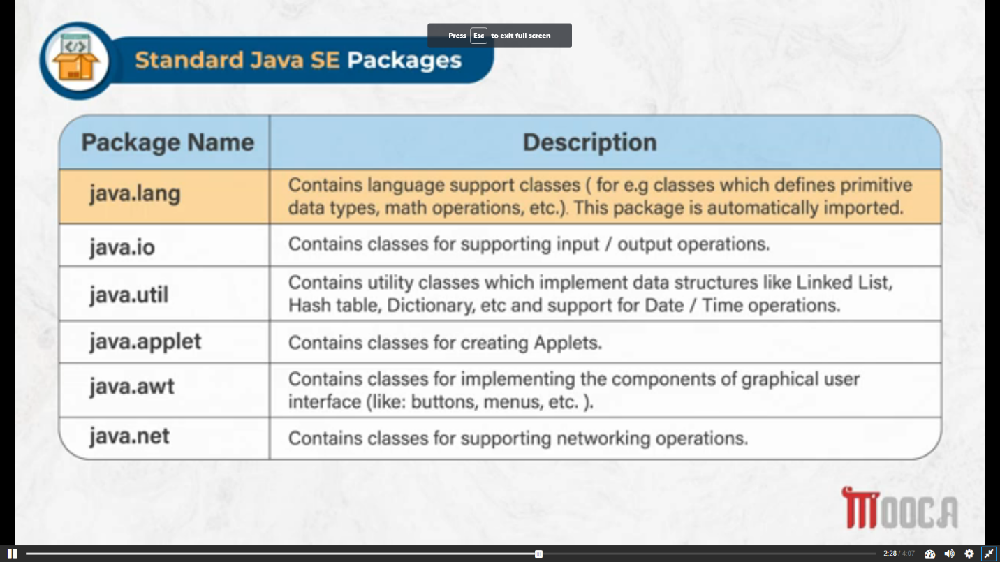 Press Esc to exit full screen
</>
Standard Java SE Packages
Package Name
Description
java.lang
Contains language support classes ( for e.g classes which defines primitive
data types, math operations, etc.). This package is automatically imported.
java.io
Contains classes for supporting input / output operations.
java.util
Contains utility classes which implement data structures like Linked List,
Hash table, Dictionary, etc and support for Date / Time operations.
java.applet
Contains classes for creating Applets.
java.awt
Contains classes for implementing the components of graphical user
interface (like: buttons, menus, etc. ).
java.net
Contains classes for supporting networking operations.
MOOCA
2:28 / 4:07